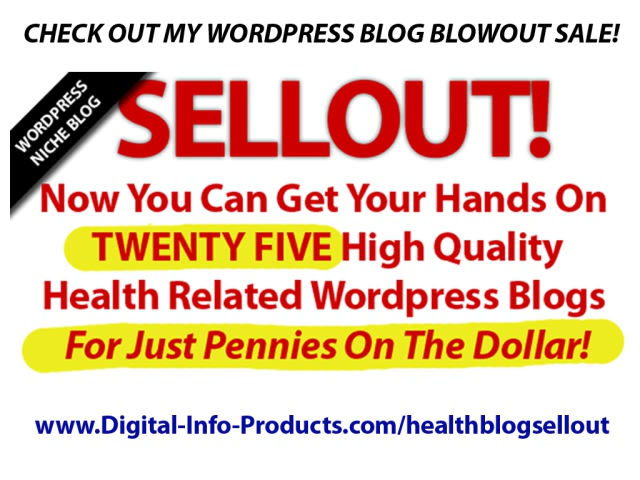 CHECK OUT MY WORDPRESS BLOG BLOWOUT SALE!
WORDPRESS
NICHE BLOG
SELLOUT!
Now You Can Get Your Hands On
TWENTY FIVE High Quality
Health Related Wordpress Blogs
For Just Pennies On The Dollar!
www.Digital-Info-Products.com/healthblogsellout